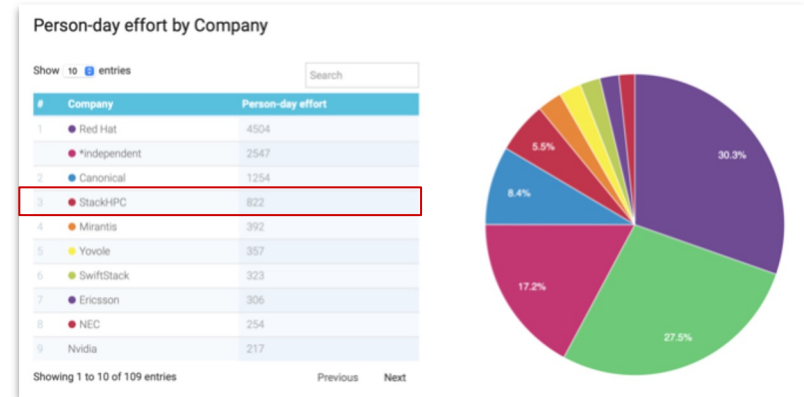 Person-day effort by Company
Show 10 entries
Search
# Company Person-day effort
1 Red Hat 4504
*independent 2547
2 Canonical 1254
3 StackHPC 822
4 Mirantis 392
5 Yovole 357
6 SwiftStack 323
7 Ericsson 306
8 NEC 254
9 Nvidia 217
Showing 1 to 10 of 109 entries
Previous Next
5.5%
30.3%
8.4%
17.2%
27.5%